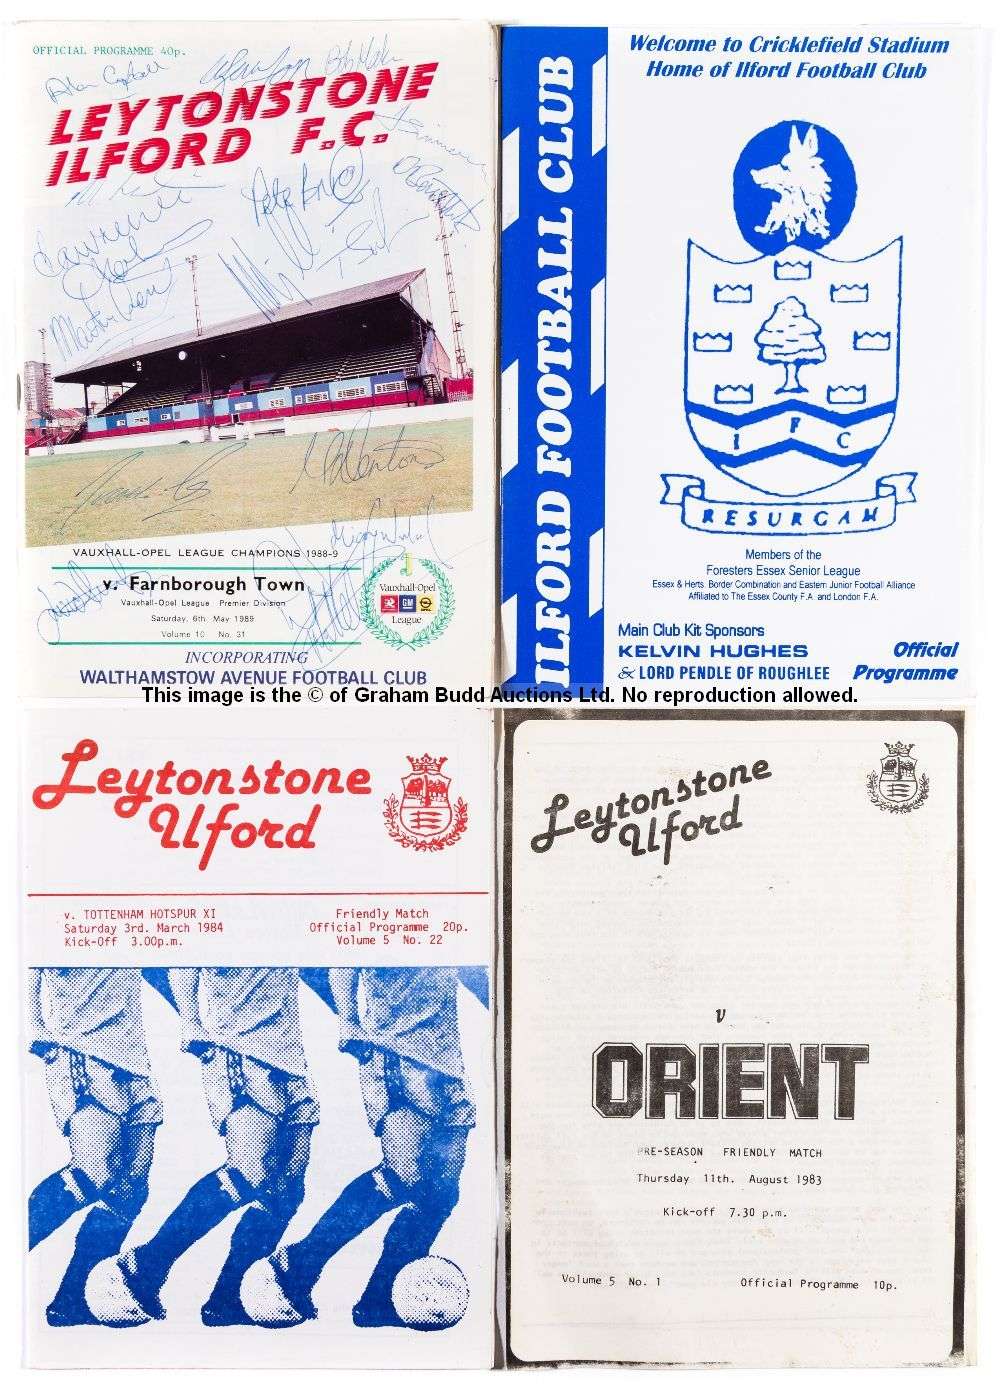 OFFICIAL PROGRAMME 40p.
LEYTONSTONE
ILFORD F.C.
VAUXHALL-OPEL LEAGUE CHAMPIONS 1988-9
v. Farnborough Town
Vauxhall-Opel League Premier Division
Saturday, 6th May 1989
Volume 10 No. 31
Vauxhall-Opel
GM
League
INCORPORATING
WALTHAMSTOW AVENUE FOOTBALL CLUB
ILFORD FOOTBALL CLUB
Welcome to Cricklefield Stadium
Home of Ilford Football Club
I F C
RESURGAM
Members of the
Foresters Essex Senior League
Essex & Herts. Border Combination and Eastern Junior Football Alliance
Affiliated to The Essex County F.A. and London F.A.
Main Club Kit Sponsors
KELVIN HUGHES
& LORD PENDLE OF ROUGHLEE
Official
Programme
This image is the © of Graham Budd Auctions Ltd. No reproduction allowed.
Leytonstone
Ilford
v. TOTTENHAM HOTSPUR XI
Saturday 3rd. March 1984
Kick-Off 3.00p.m.
Friendly Match
Official Programme 20p.
Volume 5 No. 22
Leytonstone
Ilford
v
ORIENT
PRE-SEASON FRIENDLY MATCH
Thursday 11th. August 1983
Kick-off 7.30 p.m.
Volume 5 No. 1
Official Programme 10p.